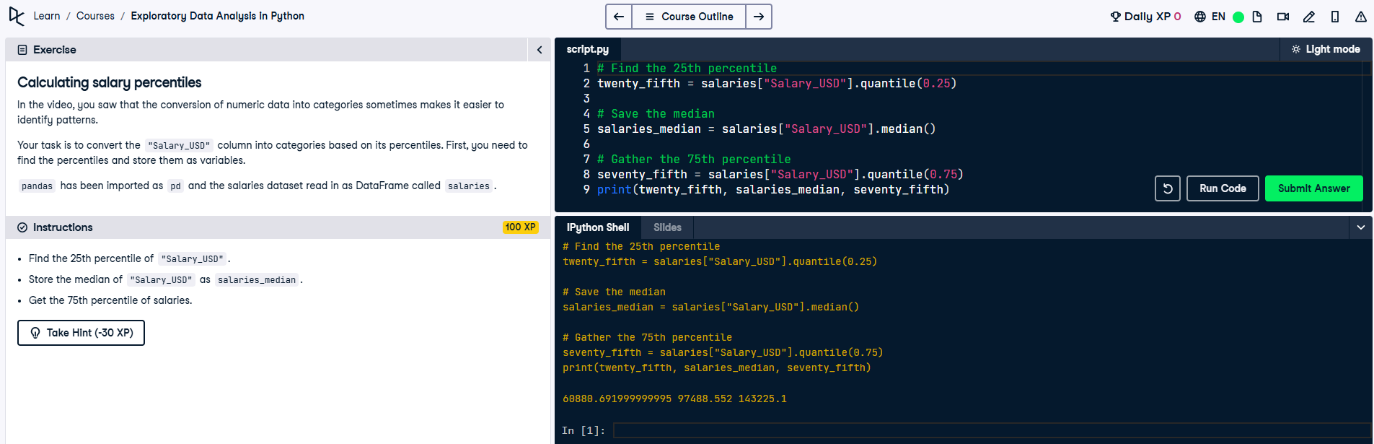 Learn / Courses / Exploratory Data Analysis in Python
Course Outline
Daily XP 0
EN
Exercise
Calculating salary percentiles
In the video, you saw that the conversion of numeric data into categories sometimes makes it easier to
identify patterns.
Your task is to convert the "Salary_USD" column into categories based on its percentiles. First, you need to
find the percentiles and store them as variables.
pandas has been imported as pd and the salaries dataset read in as DataFrame called salaries.
Instructions
100 XP
• Find the 25th percentile of "Salary_USD".
• Store the median of "Salary_USD" as salaries_median.
• Get the 75th percentile of salaries.
Take Hint (-30 XP)
script.py
Light mode
1 # Find the 25th percentile
2 twenty_fifth = salaries["Salary_USD"].quantile(0.25)
3
4 # Save the median
5 salaries_median = salaries["Salary_USD"].median()
6
7 # Gather the 75th percentile
8 seventy_fifth = salaries["Salary_USD"].quantile(0.75)
9 print(twenty_fifth, salaries_median, seventy_fifth)
Run Code
Submit Answer
IPython Shell
Slides
# Find the 25th percentile
twenty_fifth = salaries["Salary_USD"].quantile(0.25)
# Save the median
salaries_median = salaries["Salary_USD"].median()
# Gather the 75th percentile
seventy_fifth = salaries["Salary_USD"].quantile(0.75)
print(twenty_fifth, salaries_median, seventy_fifth)
60880.691999999995 97488.552 143225.1
In [1]: